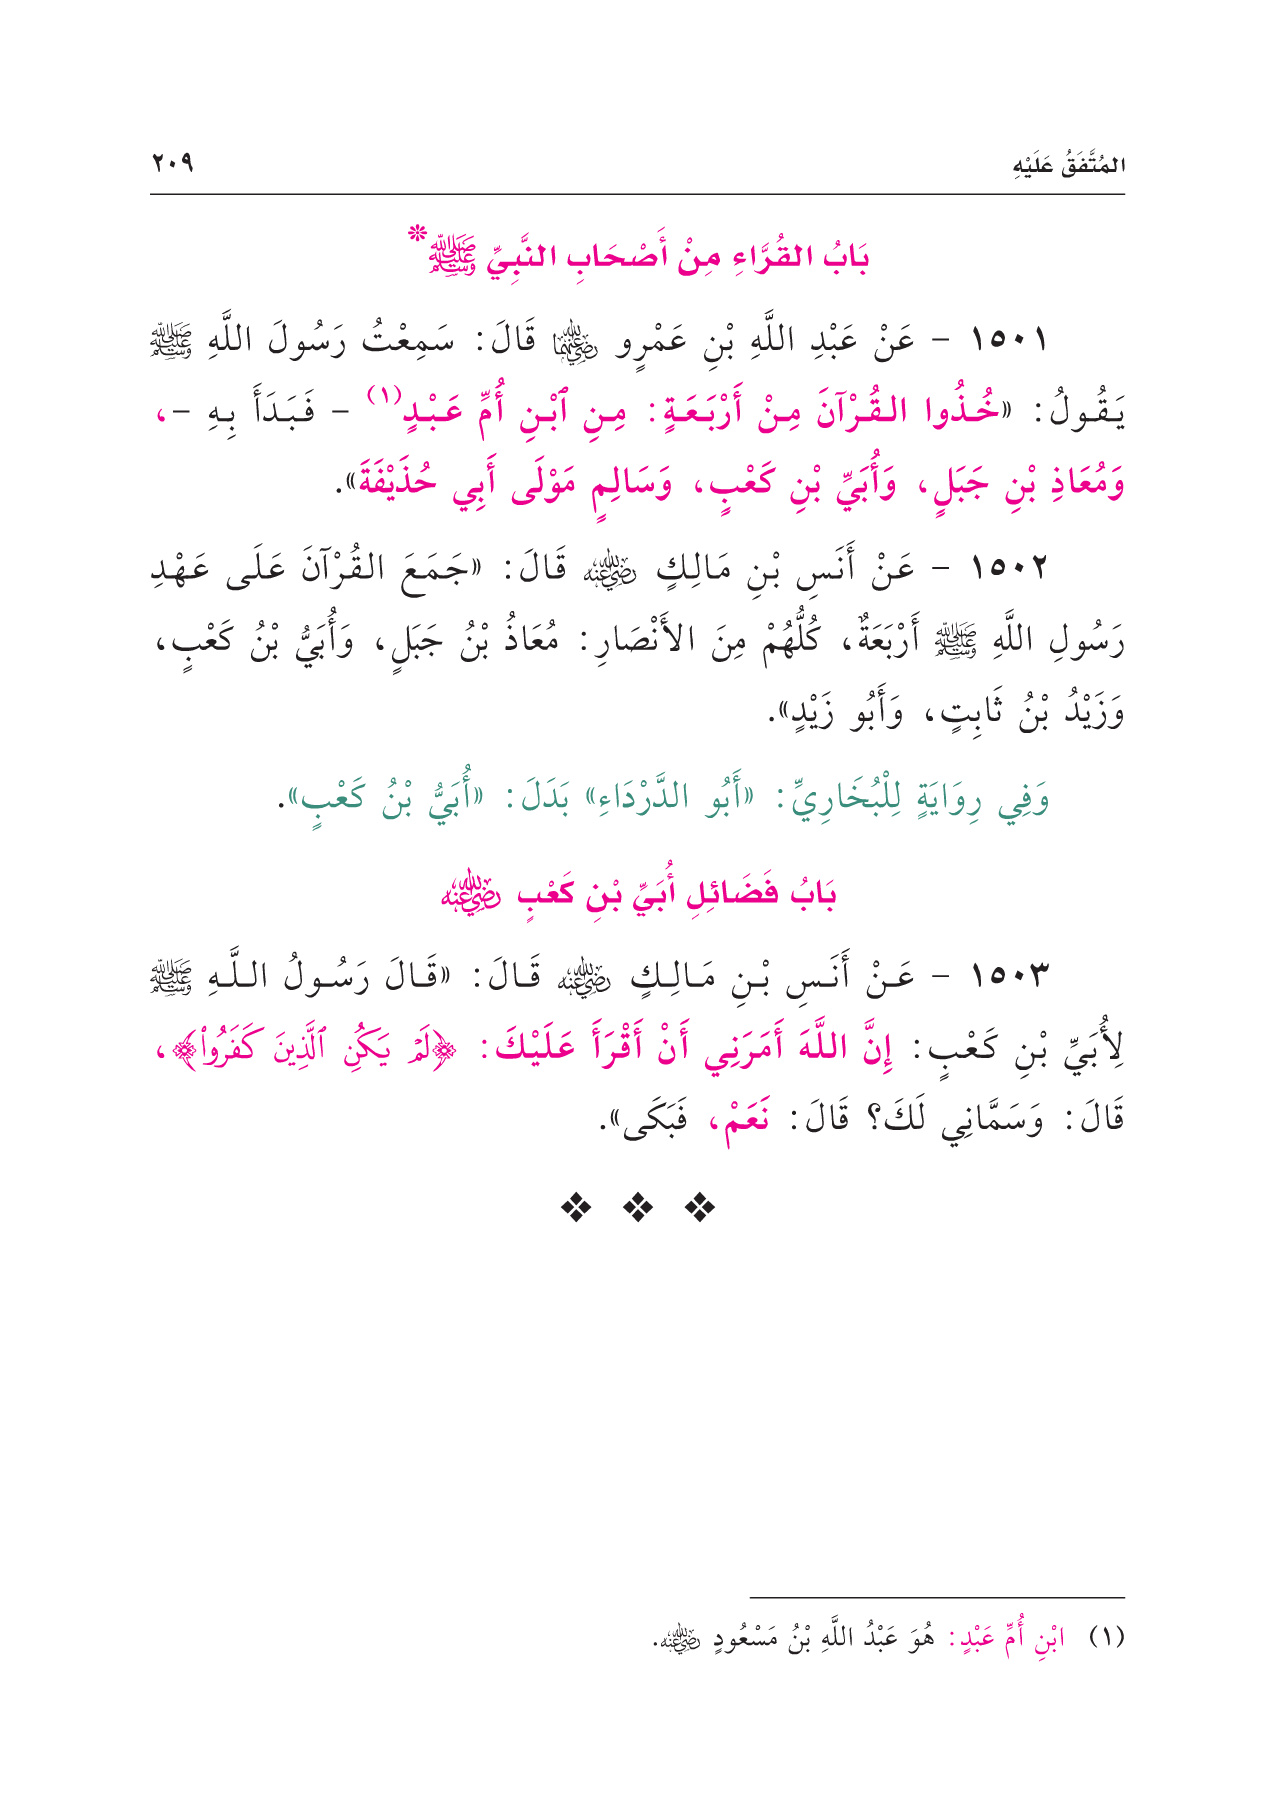 المُتَّفَقُ عَلَيْهِ ٢٠٩
بَابُ القُرَّاءِ مِنْ أَصْحَابِ النَّبِيِّ ﷺ*
١٥٠١ - عَنْ عَبْدِ اللَّهِ بْنِ عَمْرٍو رضي الله عنهما قَالَ: سَمِعْتُ رَسُولَ اللَّهِ ﷺ
يَقُولُ: «خُذُوا القُرْآنَ مِنْ أَرْبَعَةٍ: مِنِ ٱبْنِ أُمِّ عَبْدٍ(١) - فَبَدَأَ بِهِ -،
وَمُعَاذِ بْنِ جَبَلٍ، وَأُبَيِّ بْنِ كَعْبٍ، وَسَالِمٍ مَوْلَى أَبِي حُذَيْفَةَ».
١٥٠٢ - عَنْ أَنَسِ بْنِ مَالِكٍ رضي الله عنه قَالَ: «جَمَعَ القُرْآنَ عَلَى عَهْدِ
رَسُولِ اللَّهِ ﷺ أَرْبَعَةٌ، كُلُّهُمْ مِنَ الأَنْصَارِ: مُعَاذُ بْنُ جَبَلٍ، وَأُبَيُّ بْنُ كَعْبٍ،
وَزَيْدُ بْنُ ثَابِتٍ، وَأَبُو زَيْدٍ».
وَفِي رِوَايَةٍ لِلْبُخَارِيِّ: «أَبُو الدَّرْدَاءِ» بَدَلَ: «أُبَيُّ بْنُ كَعْبٍ».
بَابُ فَضَائِلِ أُبَيِّ بْنِ كَعْبٍ رضي الله عنه
١٥٠٣ - عَنْ أَنَسِ بْنِ مَالِكٍ رضي الله عنه قَالَ: «قَالَ رَسُولُ اللَّهِ ﷺ
لِأُبَيِّ بْنِ كَعْبٍ: إِنَّ اللَّهَ أَمَرَنِي أَنْ أَقْرَأَ عَلَيْكَ: ﴿لَمْ يَكُنِ ٱلَّذِينَ كَفَرُوا۟﴾،
قَالَ: وَسَمَّانِي لَكَ؟ قَالَ: نَعَمْ، فَبَكَى».
(١) ابْنِ أُمِّ عَبْدٍ: هُوَ عَبْدُ اللَّهِ بْنُ مَسْعُودٍ رضي الله عنه.